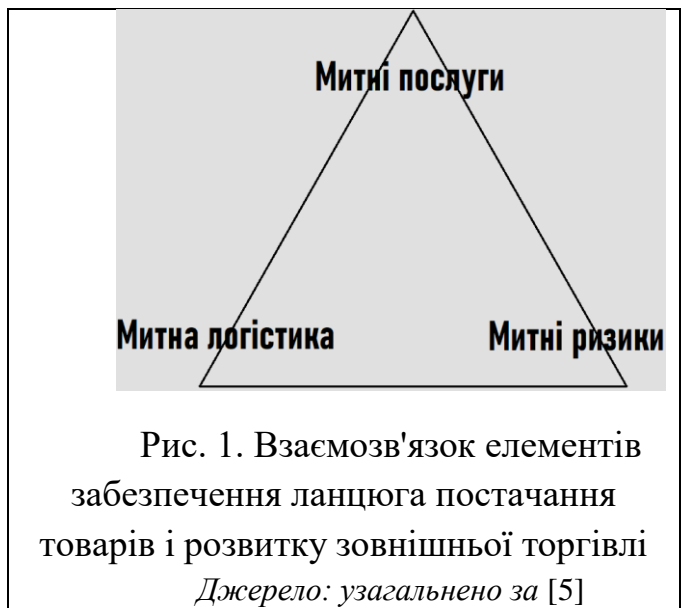 Митні послуги
Митна логістика
Митні ризики
Рис. 1. Взаємозв'язок елементів
забезпечення ланцюга постачання
товарів і розвитку зовнішньої торгівлі
Джерело: узагальнено за [5]